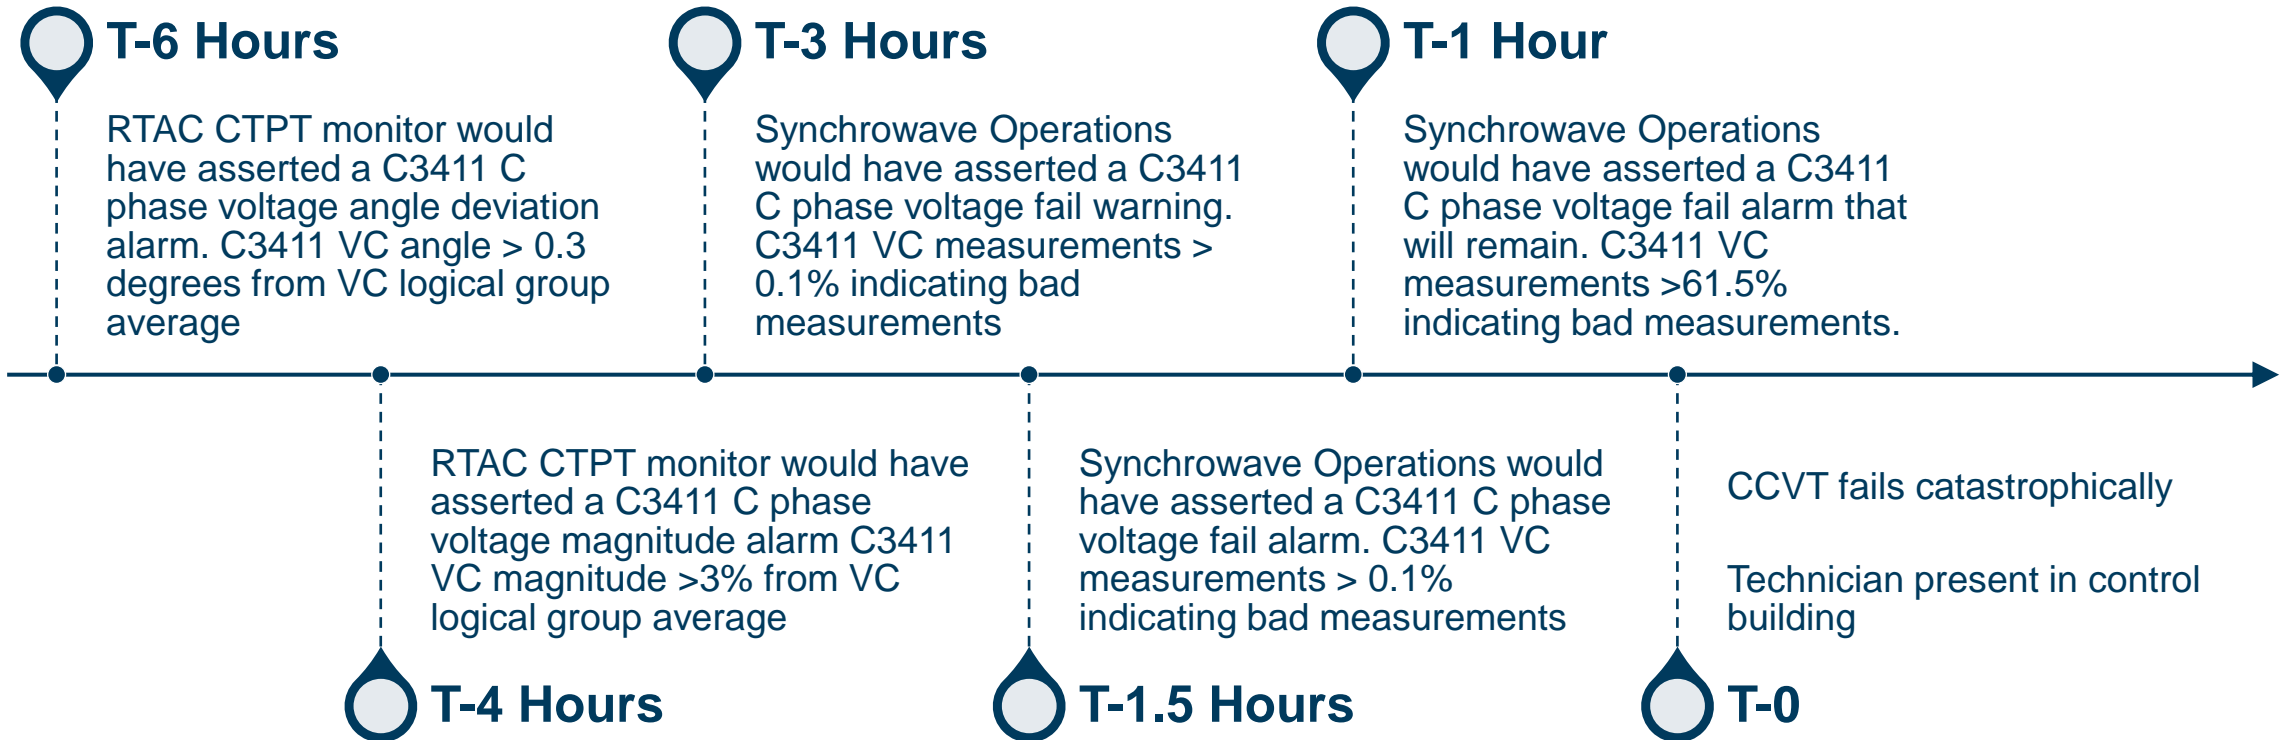 T-6 Hours
RTAC CTPT monitor would
have asserted a C3411 C
phase voltage angle deviation
alarm. C3411 VC angle > 0.3
degrees from VC logical group
average
T-4 Hours
RTAC CTPT monitor would have
asserted a C3411 C phase
voltage magnitude alarm C3411
VC magnitude >3% from VC
logical group average
T-3 Hours
Synchrowave Operations
would have asserted a C3411
C phase voltage fail warning.
C3411 VC measurements >
0.1% indicating bad
measurements
T-1.5 Hours
Synchrowave Operations would
have asserted a C3411 C phase
voltage fail alarm. C3411 VC
measurements > 0.1%
indicating bad measurements
T-1 Hour
Synchrowave Operations
would have asserted a C3411
C phase voltage fail alarm that
will remain. C3411 VC
measurements >61.5%
indicating bad measurements.
T-0
CCVT fails catastrophically
Technician present in control
building